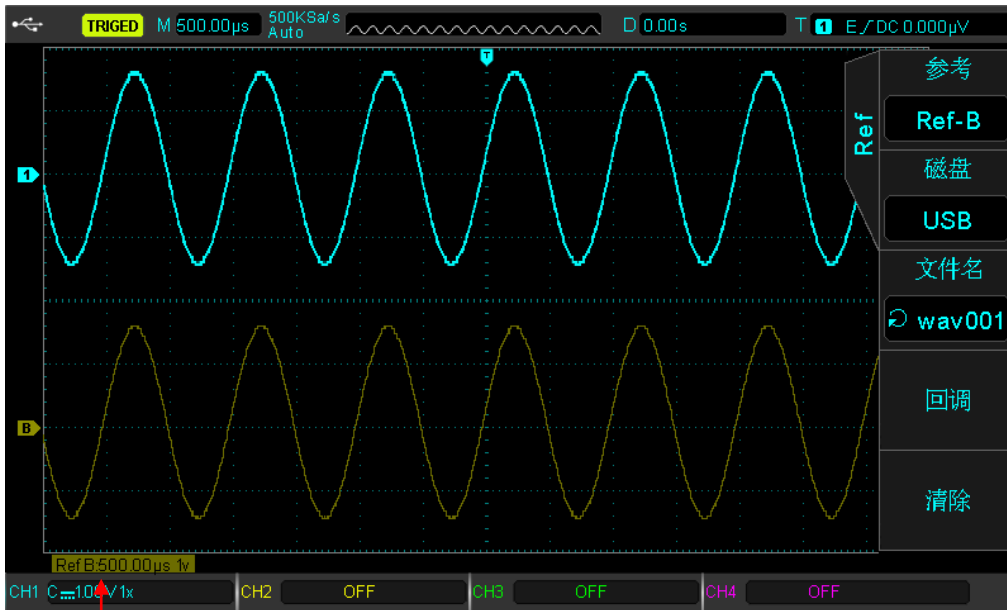 TRIGED M 500.00µs 500KSa/s Auto D 0.00s T 1 E DC 0.000µV
T
参考
Ref
Ref-B
1
磁盘
USB
文件名
wav001
回调
B
清除
Ref B:500.00µs 1v
CH1 C 1.00V 1x CH2 OFF CH3 OFF CH4 OFF